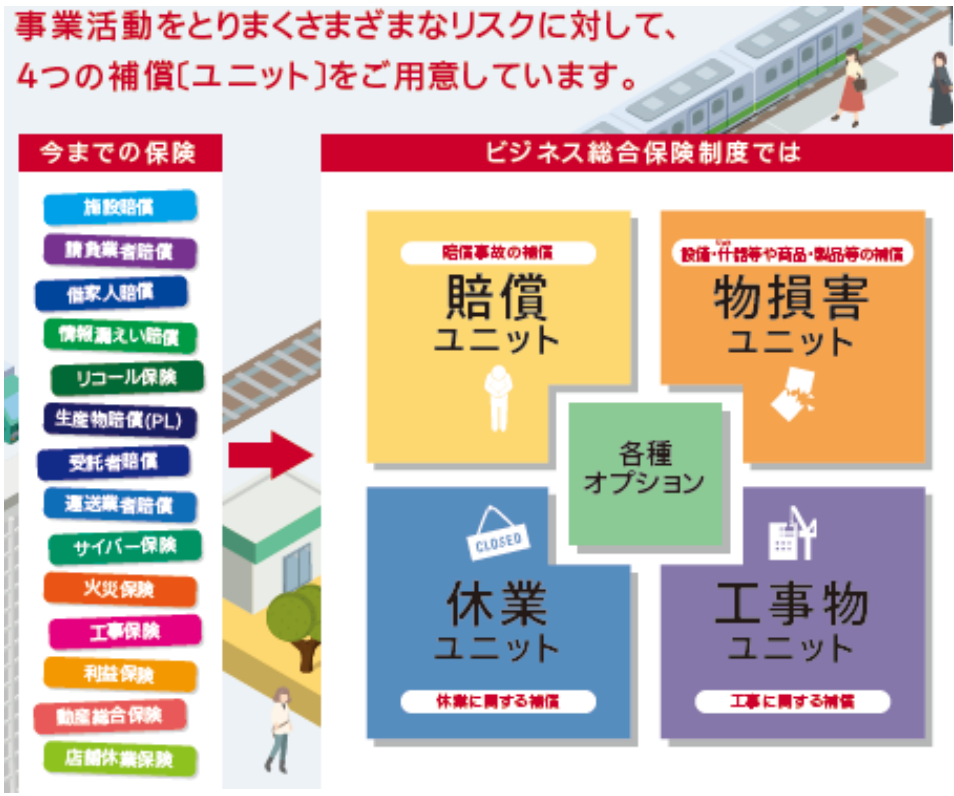 事業活動をとりまくさまざまなリスクに対して、
4つの補償〔ユニット〕をご用意しています。
今までの保険
施設賠償
請負業者賠償
借家人賠償
情報漏えい賠償
リコール保険
生産物賠償(PL)
受託者賠償
運送業者賠償
サイバー保険
火災保険
工事保険
利益保険
動産総合保険
店舗休業保険
ビジネス総合保険制度では
賠償事故の補償
賠償
ユニット
設備・什器等や商品・製品等の補償
物損害
ユニット
各種
オプション
CLOSED
休業
ユニット
休業に関する補償
工事物
ユニット
工事に関する補償